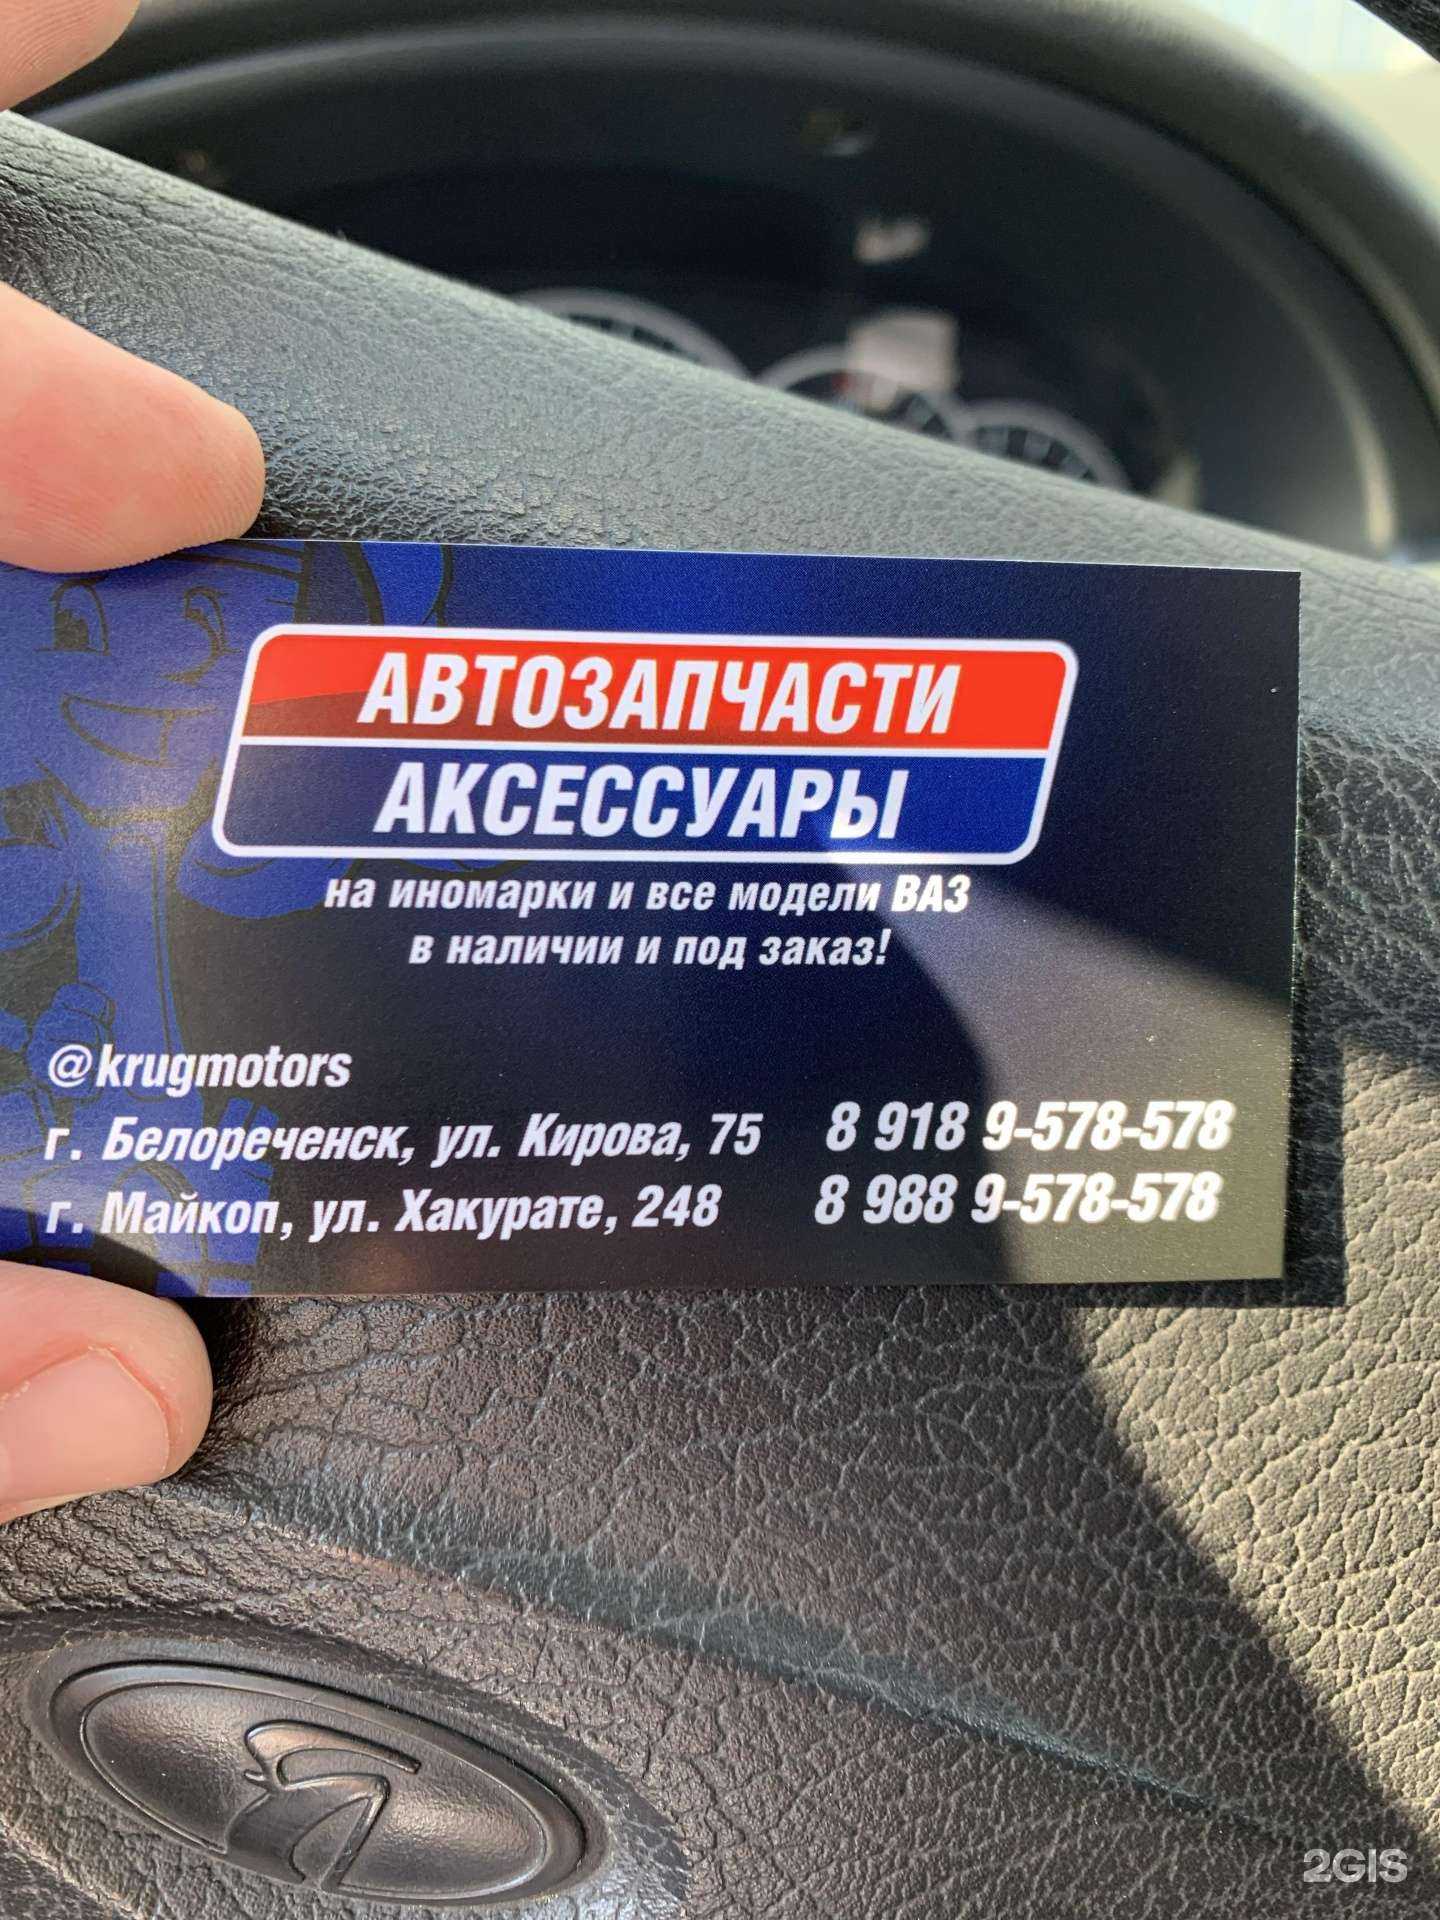 АВТОЗАПЧАСТИ
АКСЕССУАРЫ
на иномарки и все модели ВАЗ
в наличии и под заказ!
@krugmotors
г. Белореченск, ул. Кирова, 75 8 918 9-578-578
г. Майкоп, ул. Хакурате, 248 8 988 9-578-578
2GIS